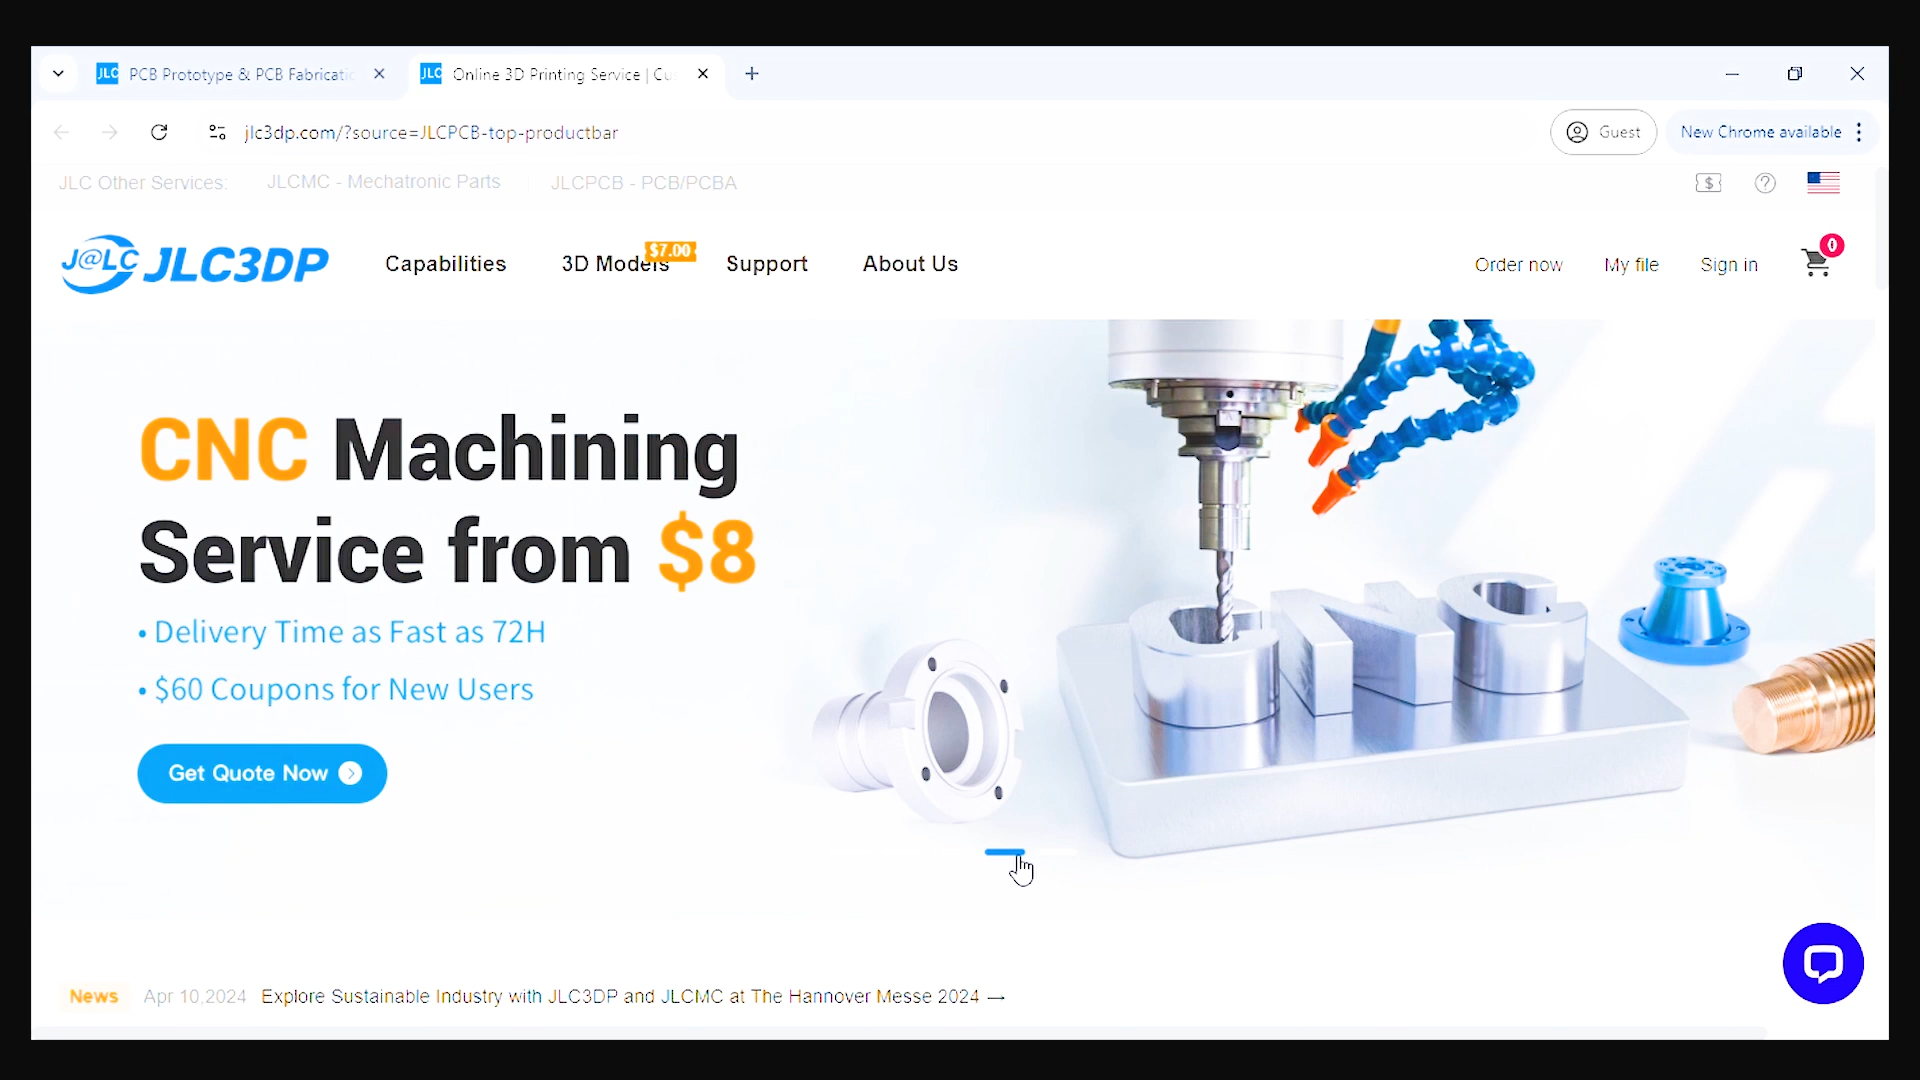 PCB Prototype & PCB Fabricatic
Online 3D Printing Service | Cu
jlc3dp.com/?source=JLCPCB-top-productbar
Guest
New Chrome available
JLC Other Services:
JLCMC - Mechatronic Parts
JLCPCB - PCB/PCBA
J@LC JLC3DP
Capabilities
3D Models
$7.00
Support
About Us
Order now
My file
Sign in
0
CNC Machining
Service from $8
• Delivery Time as Fast as 72H
• $60 Coupons for New Users
Get Quote Now
CNC
News
Apr 10,2024
Explore Sustainable Industry with JLC3DP and JLCMC at The Hannover Messe 2024 →